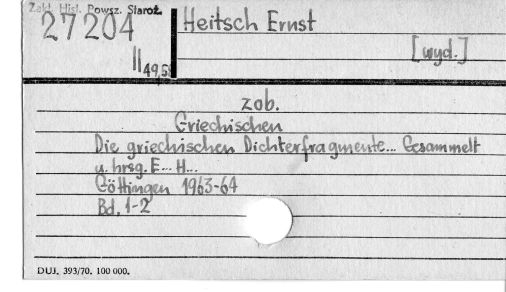 Zakł. Hist. Powsz. Staroż.
27204
II 49,5
Heitsch Ernst
[wyd.]
zob.
Griechischen
Die griechischen Dichterfragmente... Gesammelt
u. hrsg. E... H...
Göttingen 1963-64
Bd. 1-2
DUJ. 393/70. 100 000.